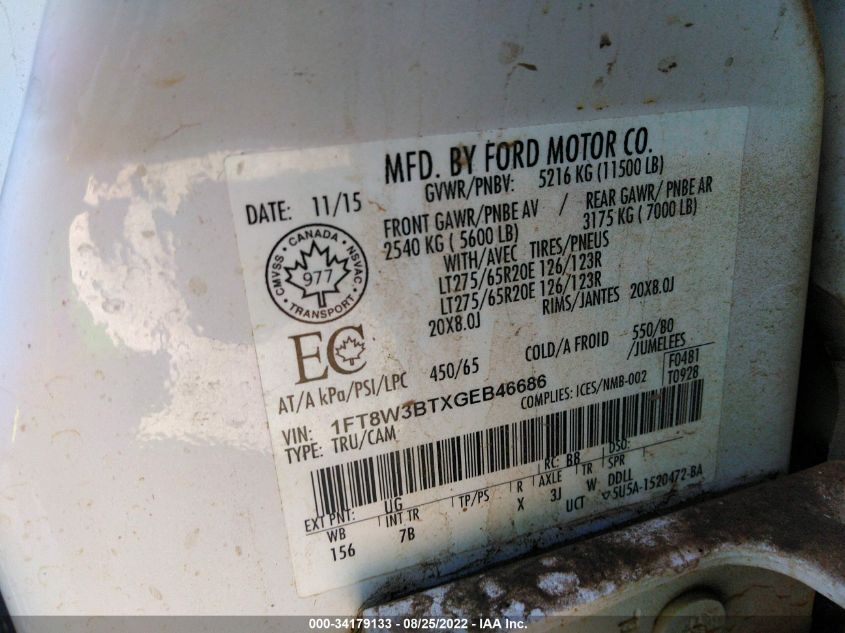 MFD. BY FORD MOTOR CO.
DATE: 11/15
GVWR/PNBV: 5216 KG (11500 LB)
FRONT GAWR/PNBE AV / REAR GAWR/ PNBE AR
2540 KG ( 5600 LB) 3175 KG ( 7000 LB)
WITH/AVEC TIRES/PNEUS
LT275/65R20E 126/123R
LT275/65R20E 126/123R
20X8.0J RIMS/JANTES 20X8.0J
CANADA
CMVSS · NSVAC
977
TRANSPORT
EC
AT/A kPa/PSI/LPC 450/65 COLD/A FROID 550/80
/JUMELEES
VIN: 1FT8W3BTXGEB46686
COMPLIES: ICES/NMB-002
F0481
T0928
TYPE: TRU/CAM
RC: BB DSO:
EXT PNT: UG
WB INT TR TP/PS R AXLE TR SPR
156 7B X 3J W DDLL
UCT 5U5A-1520472-BA
000-34179133 - 08/25/2022 - IAA Inc.